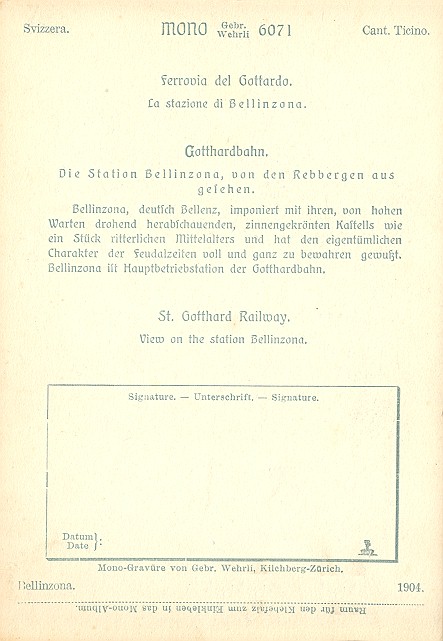 Svizzera. MONO Gebr. Wehrli 6071 Cant. Ticino.
Ferrovia del Gottardo.
La stazione di Bellinzona.
Gotthardbahn.
Die Station Bellinzona, von den Rebbergen aus
gesehen.
Bellinzona, deutsch Bellenz, imponiert mit ihren, von hohen
Warten drohend herabschauenden, zinnengekrönten Kastells wie
ein Stück ritterlichen Mittelalters und hat den eigentümlichen
Charakter der Feudalzeiten voll und ganz zu bewahren gewußt.
Bellinzona ist Hauptbetriebstation der Gotthardbahn.
St. Gotthard Railway.
View on the station Bellinzona.
Signature. — Unterschrift, — Signature.
Datum
Date } :
Mono-Gravüre von Gebr. Wehrli, Kilchberg-Zürich.
Bellinzona. 1904.
Raum für den Klebefalz zum Einkleben in das Mono-Album.